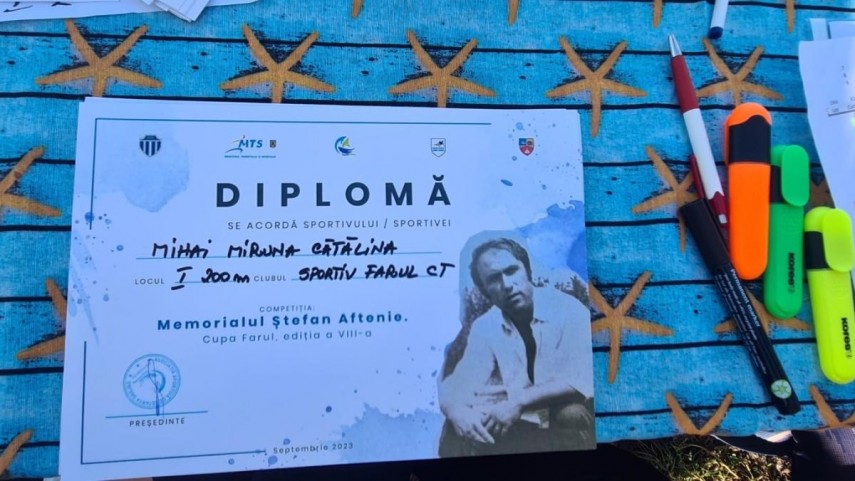 MTS
DIPLOMĂ
SE ACORDĂ SPORTIVULUI / SPORTIVEI
MIHAI MIRUNA CĂTĂLINA
LOCUL I 200m CLUBUL SPORTIV FARUL CT
COMPETIȚIA:
Memorialul Ștefan Aftenie.
Cupa Farul, ediția a VIII-a
PREȘEDINTE
Septembrie 2023
Kores
Kores